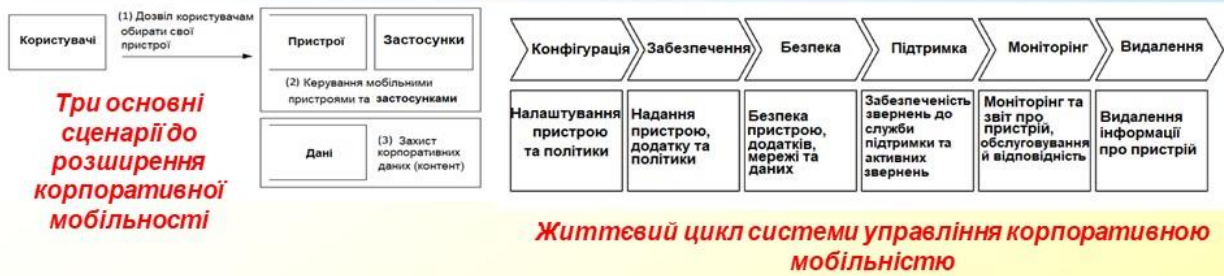 Користувачі
(1) Дозвіл користувачам
обирати свої
пристрої
Пристрої
Застосунки
(2) Керування мобільними
пристроями та застосунками
Дані
(3) Захист
корпоративних
даних (контент)
Три основні
сценарії до
розширення
корпоративної
мобільності
Конфігурація
Забезпечення
Безпека
Підтримка
Моніторинг
Видалення
Налаштування
пристрою
та політики
Надання
пристрою,
додатку та
політики
Безпека
пристрою,
додатків,
мережі та
даних
Забезпеченість
звернень до
служби
підтримки та
активних
звернень
Моніторинг та
звіт про
пристрій,
обслуговування
й відповідність
Видалення
інформації
про пристрій
Життєвий цикл системи управління корпоративною
мобільністю